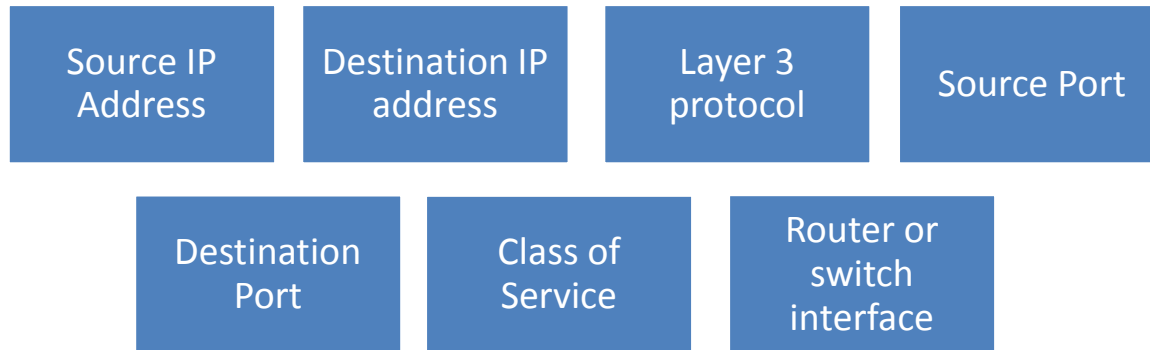 Source IP
Address
Destination IP
address
Layer 3
protocol
Source Port
Destination
Port
Class of
Service
Router or
switch
interface